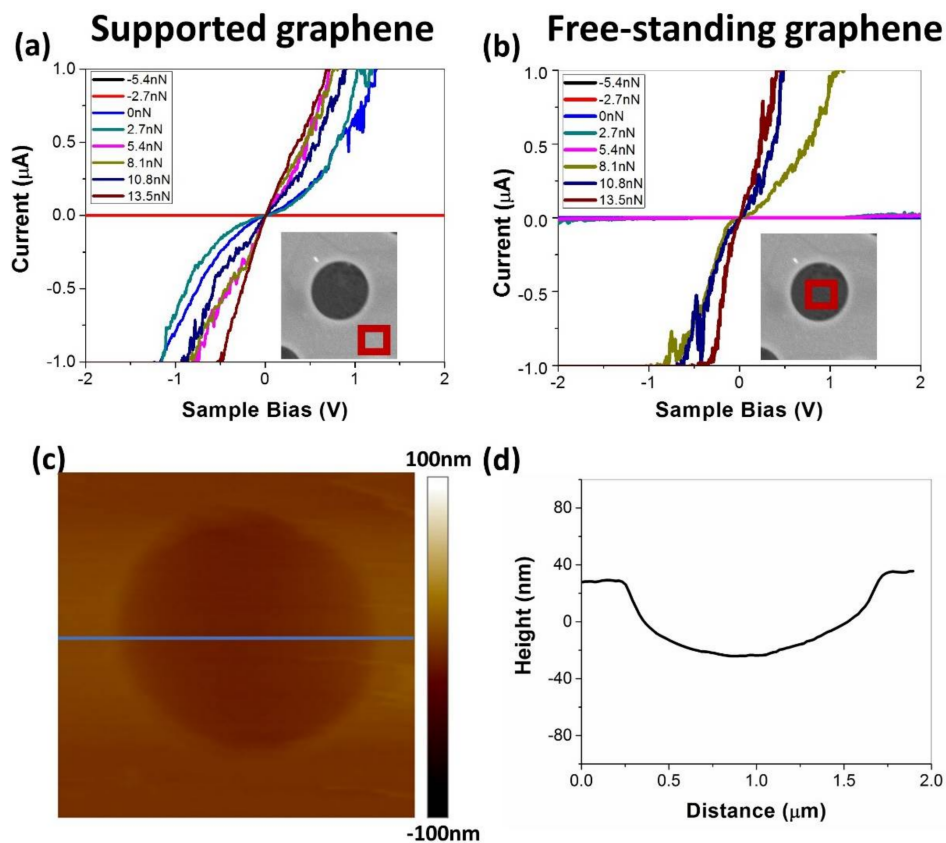 Supported graphene
Free-standing graphene
(a)
1.0
0.5
0.0
-0.5
-1.0
Current (μA)
-5.4nN
-2.7nN
0nN
2.7nN
5.4nN
8.1nN
10.8nN
13.5nN
-2 -1 0 1 2
Sample Bias (V)
(b)
1.0
0.5
0.0
-0.5
-1.0
Current (μA)
-5.4nN
-2.7nN
0nN
2.7nN
5.4nN
8.1nN
10.8nN
13.5nN
-2 -1 0 1 2
Sample Bias (V)
(c)
100nm
-100nm
(d)
80
40
0
-40
-80
Height (nm)
0.0 0.5 1.0 1.5 2.0
Distance (μm)